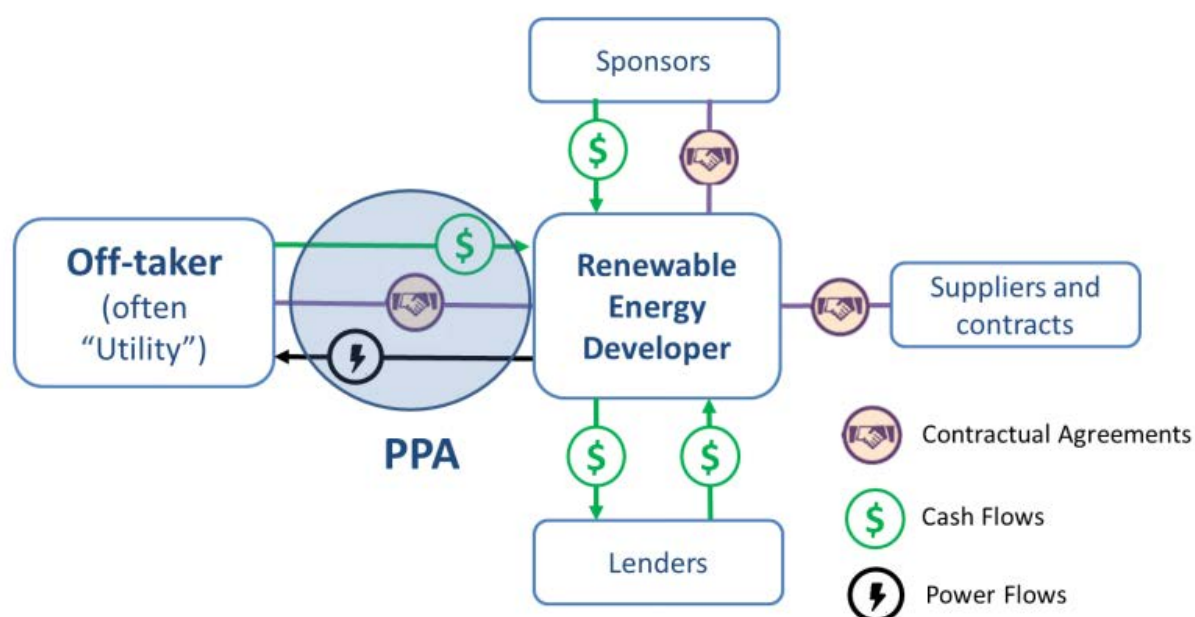 Sponsors
$
Off-taker
(often
“Utility”)
$
Renewable
Energy
Developer
Suppliers and
contracts
PPA
$
$
Lenders
Contractual Agreements
$
Cash Flows
Power Flows